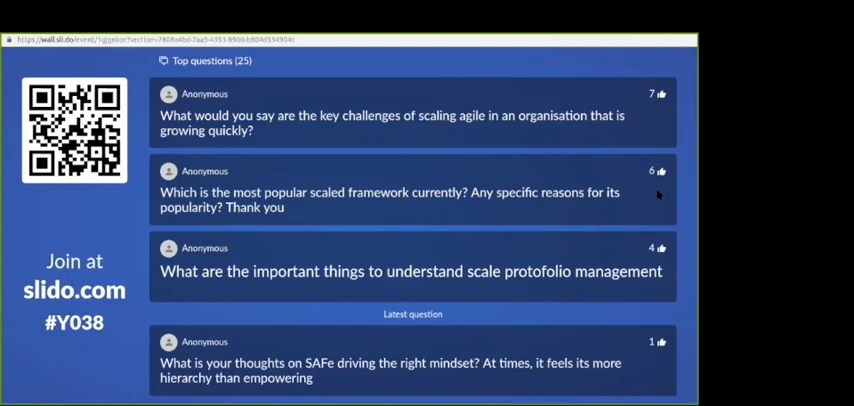 Top questions (25)
Anonymous
7
What would you say are the key challenges of scaling agile in an organisation that is
growing quickly?
Anonymous
6
Which is the most popular scaled framework currently? Any specific reasons for its
popularity? Thank you
Anonymous
4
What are the important things to understand scale protofolio management
Latest question
Anonymous
1
What is your thoughts on SAFe driving the right mindset? At times, it feels its more
hierarchy than empowering
Join at
slido.com
#Y038